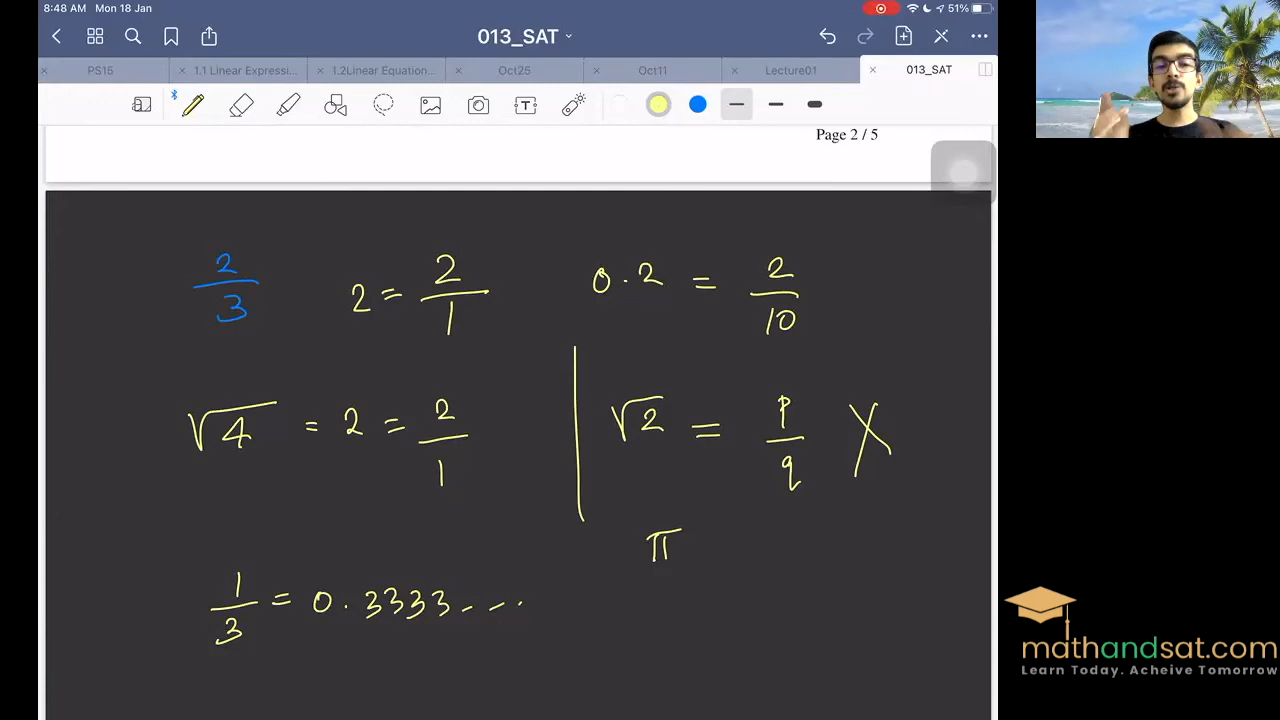 8:48 AM Mon 18 Jan
51%
013_SAT
PS15
1.1 Linear Expressi...
1.2Linear Equation...
Oct25
Oct11
Lecture01
013_SAT
T
Page 2 / 5
2/3
2 = 2/1
0.2 = 2/10
√4 = 2 = 2/1
√2 = p/q X
π
1/3 = 0.3333...
mathandsat.com
Learn Today. Acheive Tomorrow